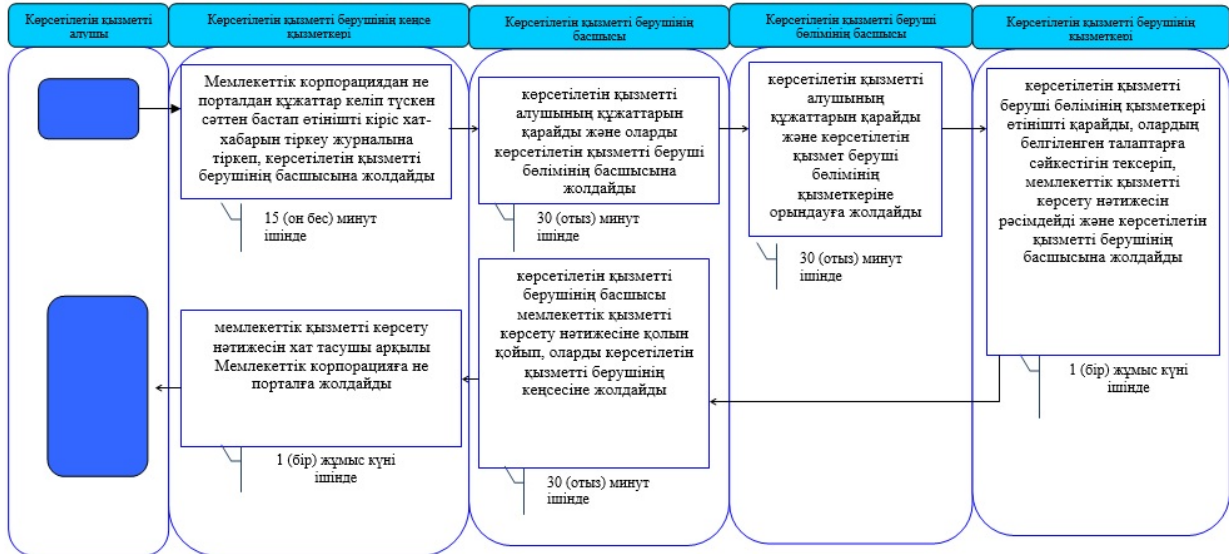 Көрсетілетін қызметті
алушы
Көрсетілетін қызметті берушінің кеңсе
қызметкері
Көрсетілетін қызметті берушінің
басшысы
Көрсетілетін қызметті беруші
бөлімінің басшысы
Көрсетілетін қызметті берушінің
қызметкері
Мемлекеттік корпорациядан не
порталдан құжаттар келіп түскен
сәттен бастап өтінішті кіріс хат-
хабарын тіркеу журналына
тіркеп, көрсетілетін қызметті
берушінің басшысына жолдайды
15 (он бес) минут
ішінде
көрсетілетін қызметті
алушының құжаттарын
қарайды және оларды
көрсетілетін қызметті беруші
бөлімінің басшысына
жолдайды
30 (отыз) минут
ішінде
көрсетілетін қызметті
алушының
құжаттарын қарайды
және көрсетілетін
қызмет беруші
бөлімінің
қызметкеріне
орындауға жолдайды
30 (отыз) минут
ішінде
көрсетілетін қызметті
беруші бөлімінің қызметкері
өтінішті қарайды, олардың
белгіленген талаптарға
сәйкестігін тексеріп,
мемлекеттік қызметті
көрсету нәтижесін
рәсімдейді және көрсетілетін
қызметті берушінің
басшысына жолдайды
1 (бір) жұмыс күні
ішінде
көрсетілетін қызметті
берушінің басшысы
мемлекеттік қызметті
көрсету нәтижесіне қолын
қойып, оларды көрсетілетін
қызметті берушінің
кеңсесіне жолдайды
30 (отыз) минут
ішінде
мемлекеттік қызметті көрсету
нәтижесін хат тасушы арқылы
Мемлекеттік корпорацияға не
порталға жолдайды
1 (бір) жұмыс күні
ішінде